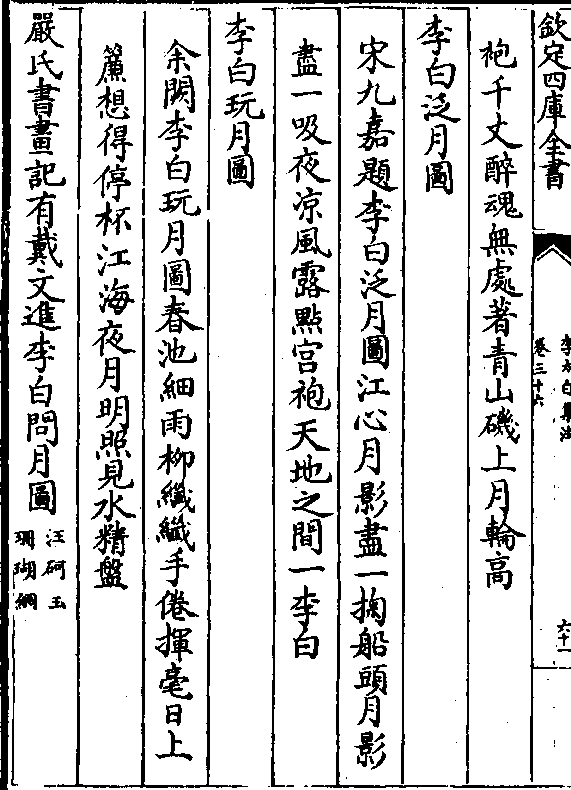 欽定四庫全書
李太白集注
卷三十六
六十一
袍千丈醉魂無處著青山磯上月輪高
李白泛月圖
宋九嘉題李白泛月圖江心月影盡一掬船頭月影
盡一吸夜涼風露點宫袍天地之間一李白
李白玩月圖
余闕李白玩月圖春池細雨柳纖纖手倦揮毫日上
簾想得停杯江海夜月明照見水精盤
嚴氏書畫記有戴文進李白問月圖汪砢玉
珊瑚網